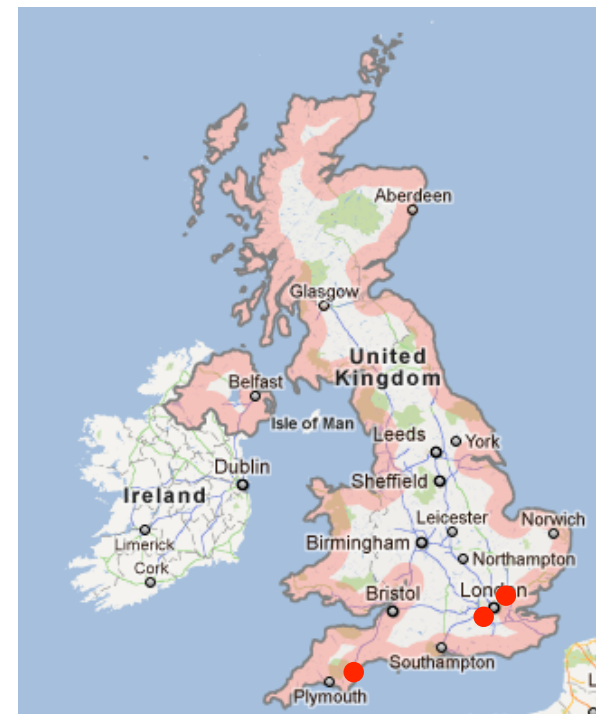 Aberdeen
Glasgow
United
Kingdom
Belfast
Isle of Man
Leeds
York
Dublin
Sheffield
Ireland
Leicester
Norwich
Limerick
Birmingham
Northampton
Cork
Bristol
London
Southampton
Plymouth
L